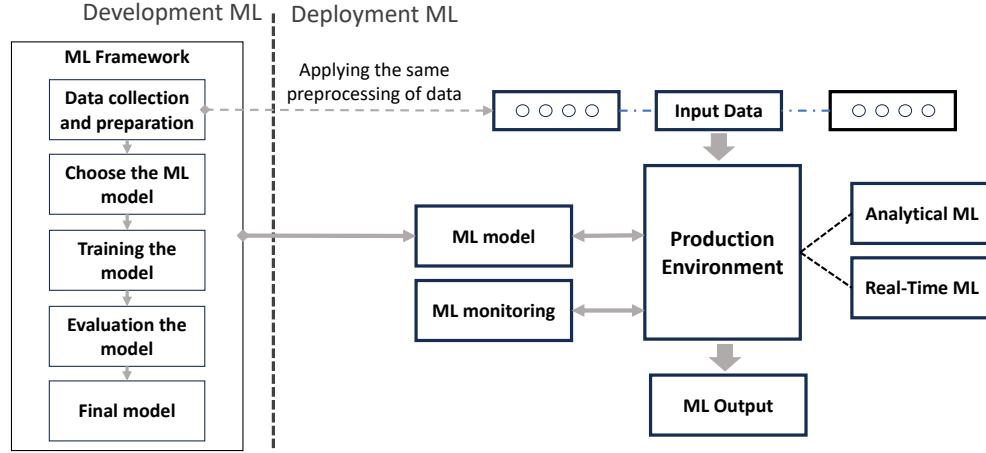 Development ML
Deployment ML
ML Framework
Data collection
and preparation
Choose the ML
model
Training the
model
Evaluation the
model
Final model
Applying the same
preprocessing of data
Input Data
ML model
ML monitoring
Production
Environment
Analytical ML
Real-Time ML
ML Output